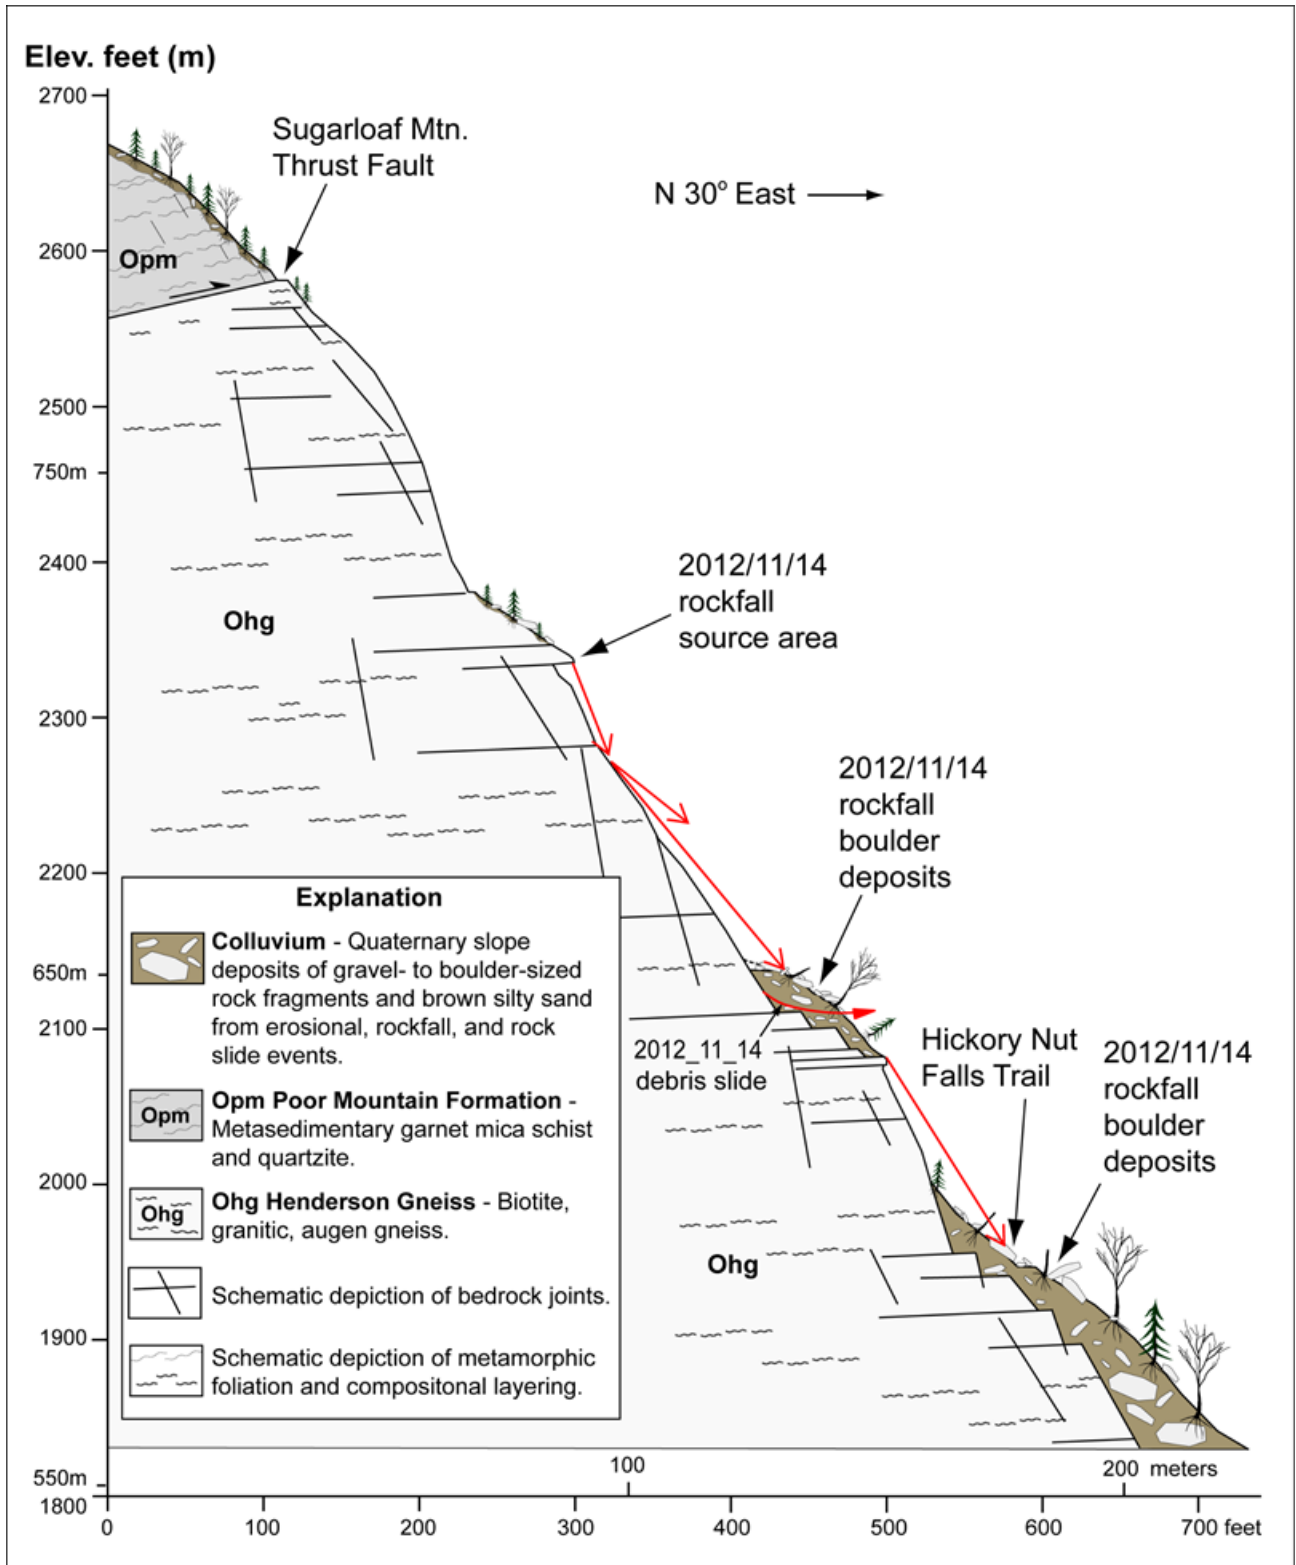 Elev. feet (m)
2700
Sugarloaf Mtn.
Thrust Fault
N 30° East
2600
Opm
2500
750m
2400
2012/11/14
rockfall
source area
Ohg
2300
2012/11/14
rockfall
boulder
deposits
2200
Explanation
Colluvium - Quaternary slope
deposits of gravel- to boulder-sized
rock fragments and brown silty sand
from erosional, rockfall, and rock
slide events.
650m
2100
2012_11_14
debris slide
Hickory Nut
Falls Trail
2012/11/14
rockfall
boulder
deposits
Opm
Opm Poor Mountain Formation -
Metasedimentary garnet mica schist
and quartzite.
2000
Ohg
Ohg Henderson Gneiss - Biotite,
granitic, augen gneiss.
Ohg
Schematic depiction of bedrock joints.
1900
Schematic depiction of metamorphic
foliation and compositonal layering.
550m
100
200 meters
1800
0 100 200 300 400 500 600 700 feet